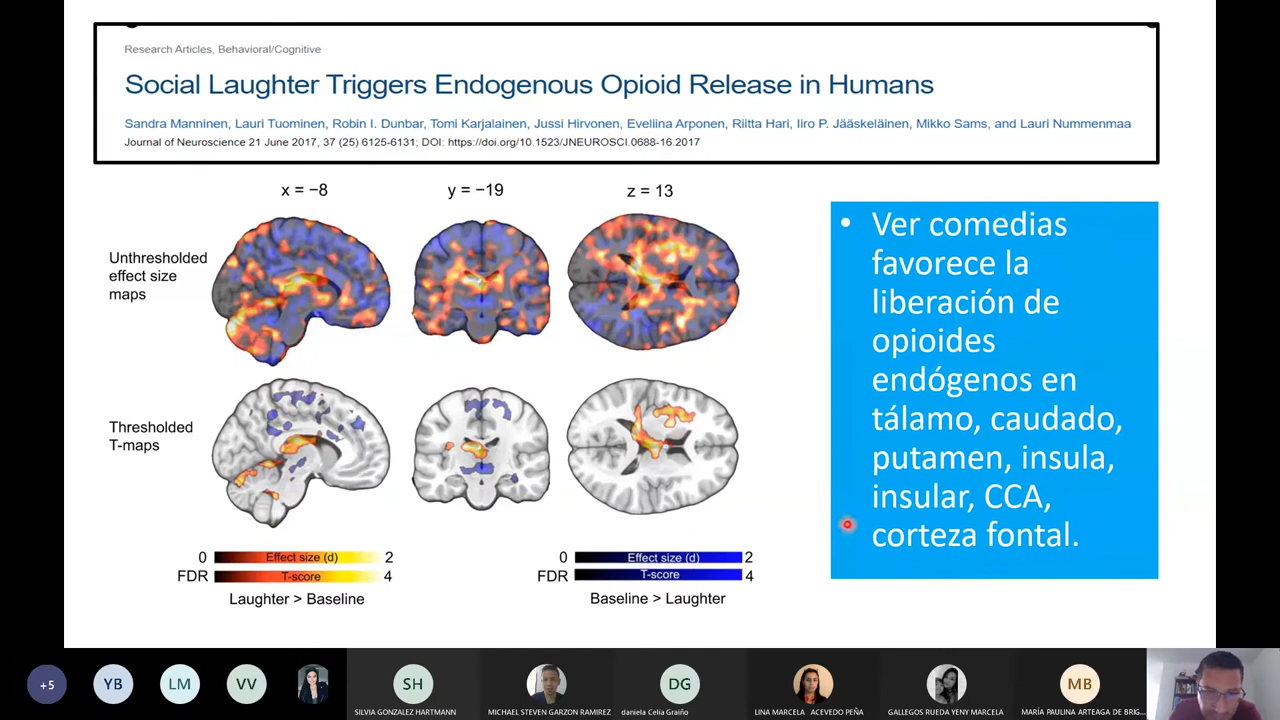 Research Articles, Behavioral/Cognitive
Social Laughter Triggers Endogenous Opioid Release in Humans
Sandra Manninen, Lauri Tuominen, Robin I. Dunbar, Tomi Karjalainen, Jussi Hirvonen, Eveliina Arponen, Riitta Hari, Iiro P. Jääskeläinen, Mikko Sams, and Lauri Nummenmaa
Journal of Neuroscience 21 June 2017, 37 (25) 6125-6131; DOI: https://doi.org/10.1523/JNEUROSCI.0688-16.2017
x = −8
y = −19
z = 13
Unthresholded
effect size
maps
Thresholded
T-maps
0 Effect size (d) 2
FDR T-score 4
Laughter > Baseline
0 Effect size (d) 2
FDR T-score 4
Baseline > Laughter
• Ver comedias
favorece la
liberación de
opioides
endógenos en
tálamo, caudado,
putamen, insula,
insular, CCA,
corteza fontal.
+5
YB
LM
VV
SH
SILVIA GONZALEZ HARTMANN
MICHAEL STEVEN GARZON RAMIREZ
DG
daniela Celia Graiño
LINA MARCELA ACEVEDO PEÑA
GALLEGOS RUEDA YENY MARCELA
MB
MARÍA PAULINA ARTEAGA DE BRIG...